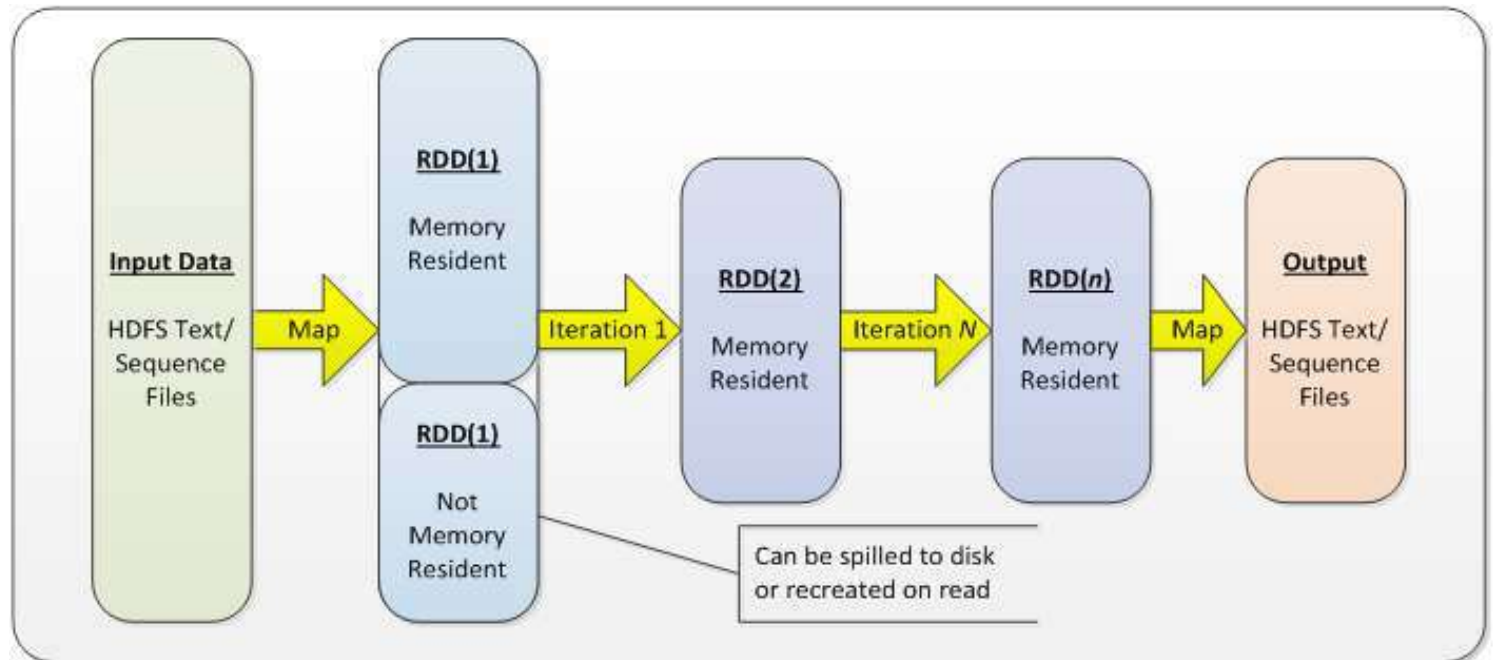 Input Data
HDFS Text/
Sequence
Files
Map
RDD(1)
Memory
Resident
RDD(1)
Not
Memory
Resident
Iteration 1
RDD(2)
Memory
Resident
Iteration N
RDD(n)
Memory
Resident
Map
Output
HDFS Text/
Sequence
Files
Can be spilled to disk
or recreated on read